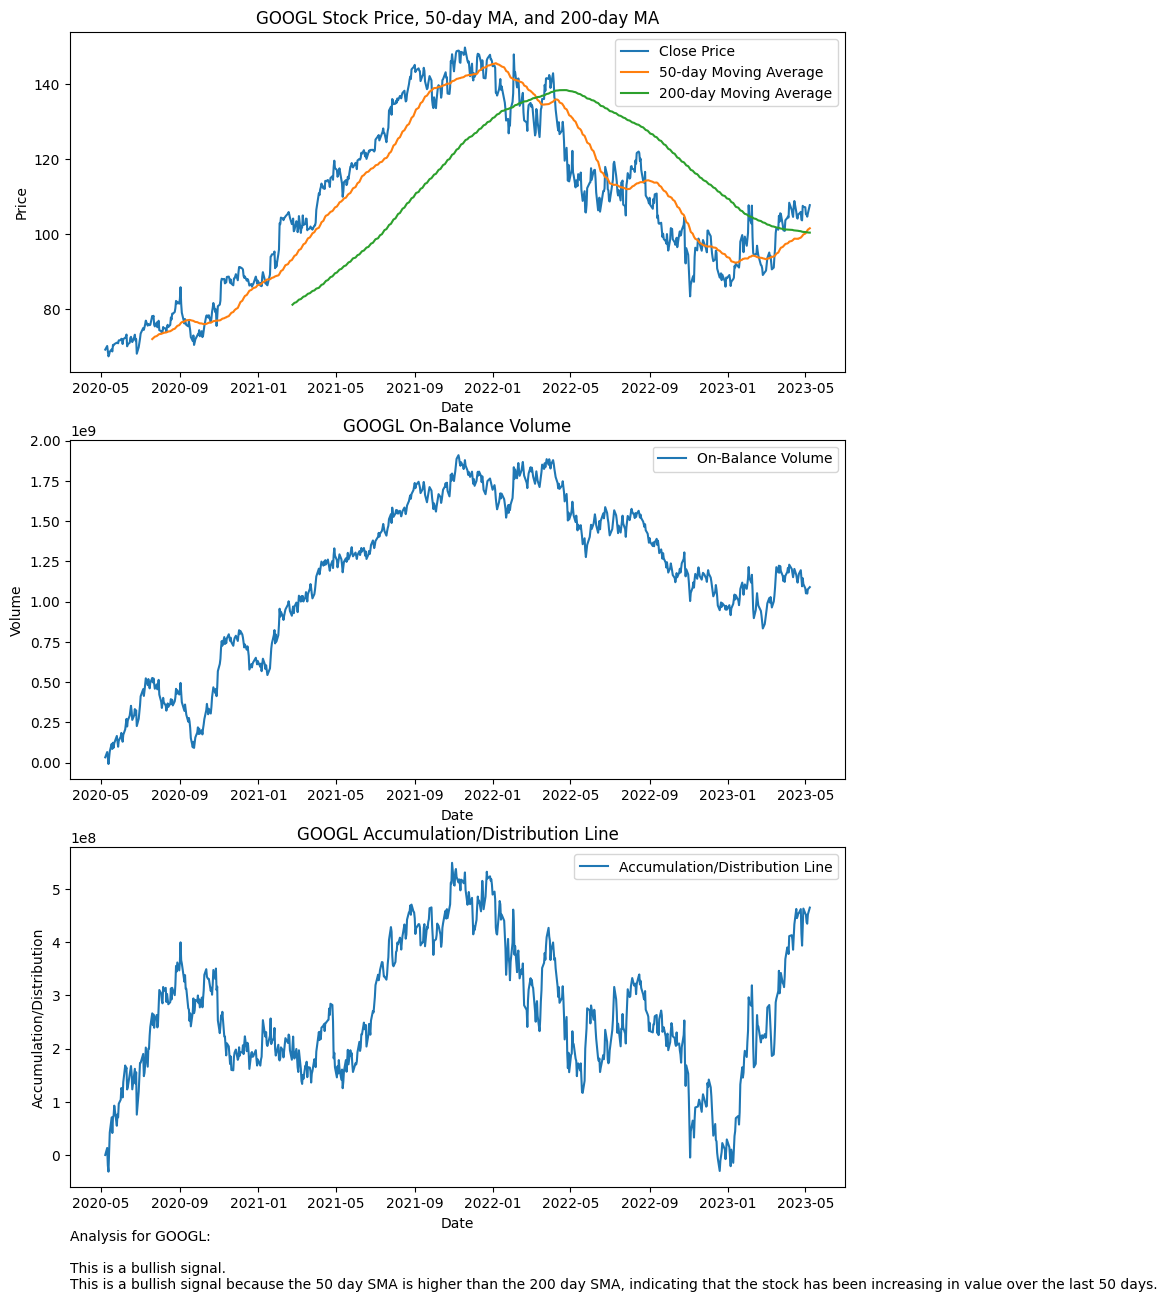 GOOGL Stock Price, 50-day MA, and 200-day MA
Close Price
50-day Moving Average
200-day Moving Average
140
120
100
80
Price
2020-05 2020-09 2021-01 2021-05 2021-09 2022-01 2022-05 2022-09 2023-01 2023-05
Date
GOOGL On-Balance Volume
1e9
On-Balance Volume
2.00
1.75
1.50
1.25
1.00
0.75
0.50
0.25
0.00
Volume
2020-05 2020-09 2021-01 2021-05 2021-09 2022-01 2022-05 2022-09 2023-01 2023-05
Date
GOOGL Accumulation/Distribution Line
1e8
Accumulation/Distribution Line
5
4
3
2
1
0
Accumulation/Distribution
2020-05 2020-09 2021-01 2021-05 2021-09 2022-01 2022-05 2022-09 2023-01 2023-05
Date
Analysis for GOOGL:
This is a bullish signal.
This is a bullish signal because the 50 day SMA is higher than the 200 day SMA, indicating that the stock has been increasing in value over the last 50 days.